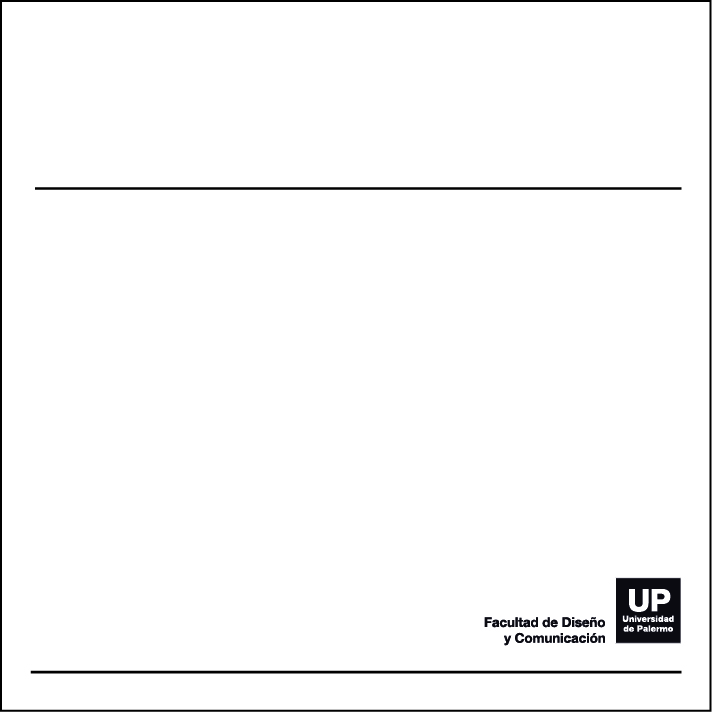 Facultad de Diseño
y Comunicación
UP
Universidad
de Palermo